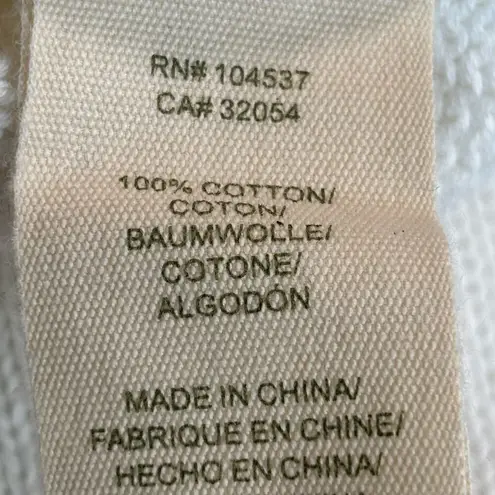 RN# 104537
CA# 32054
100% COTTON/
COTON/
BAUMWOLLE/
COTONE/
ALGODÓN
MADE IN CHINA/
FABRIQUE EN CHINE/
HECHO EN CHINA/